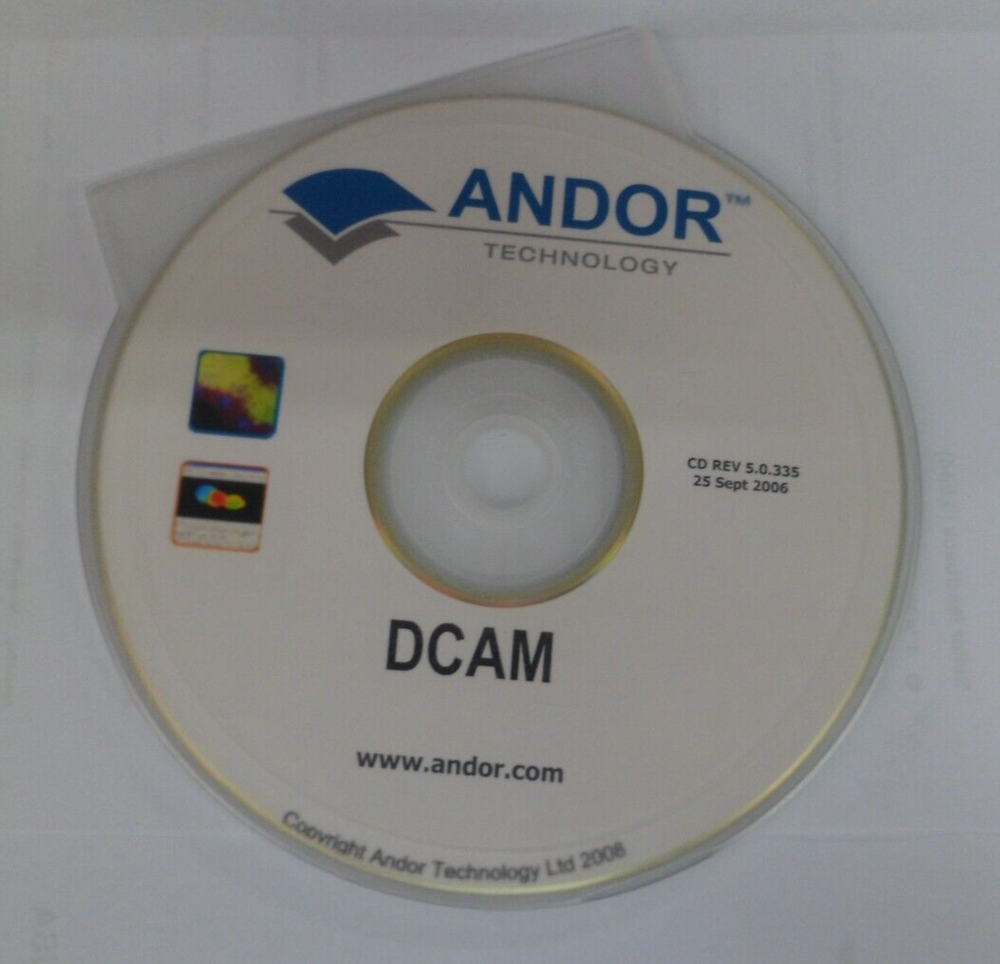 ANDOR™
TECHNOLOGY
CD REV 5.0.335
25 Sept 2006
DCAM
www.andor.com
Copyright Andor Technology Ltd 2006